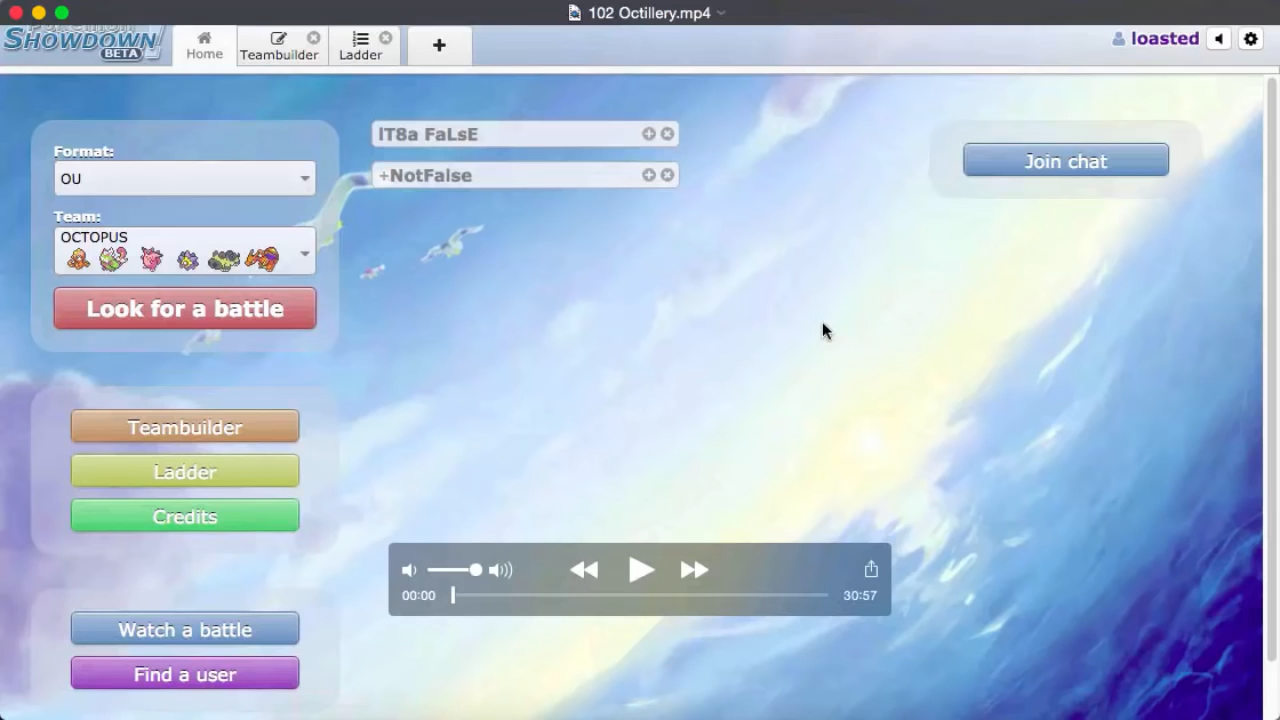 102 Octillery.mp4
Pokémon
SHOWDOWN
BETA
Home
Teambuilder
Ladder
+
loasted
Format:
OU
Team:
OCTOPUS
Look for a battle
IT8a FaLsE
+NotFalse
Join chat
Teambuilder
Ladder
Credits
00:00
30:57
Watch a battle
Find a user